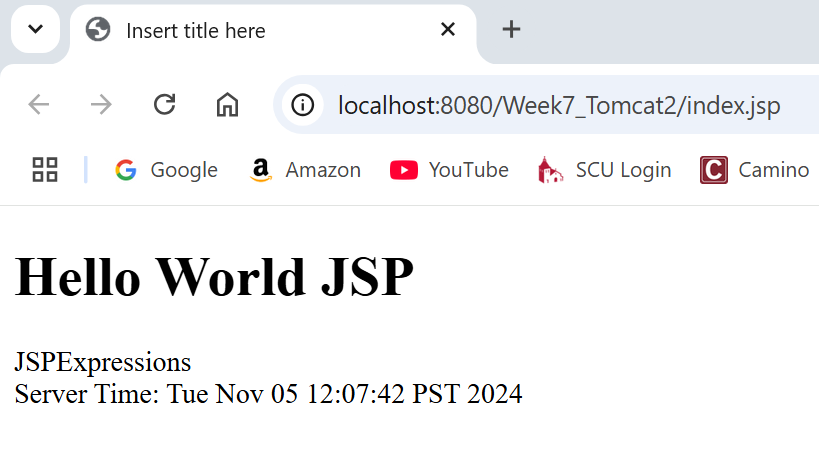 Insert title here
localhost:8080/Week7_Tomcat2/index.jsp
Google Amazon YouTube SCU Login Camino
Hello World JSP
JSPExpressions
Server Time: Tue Nov 05 12:07:42 PST 2024